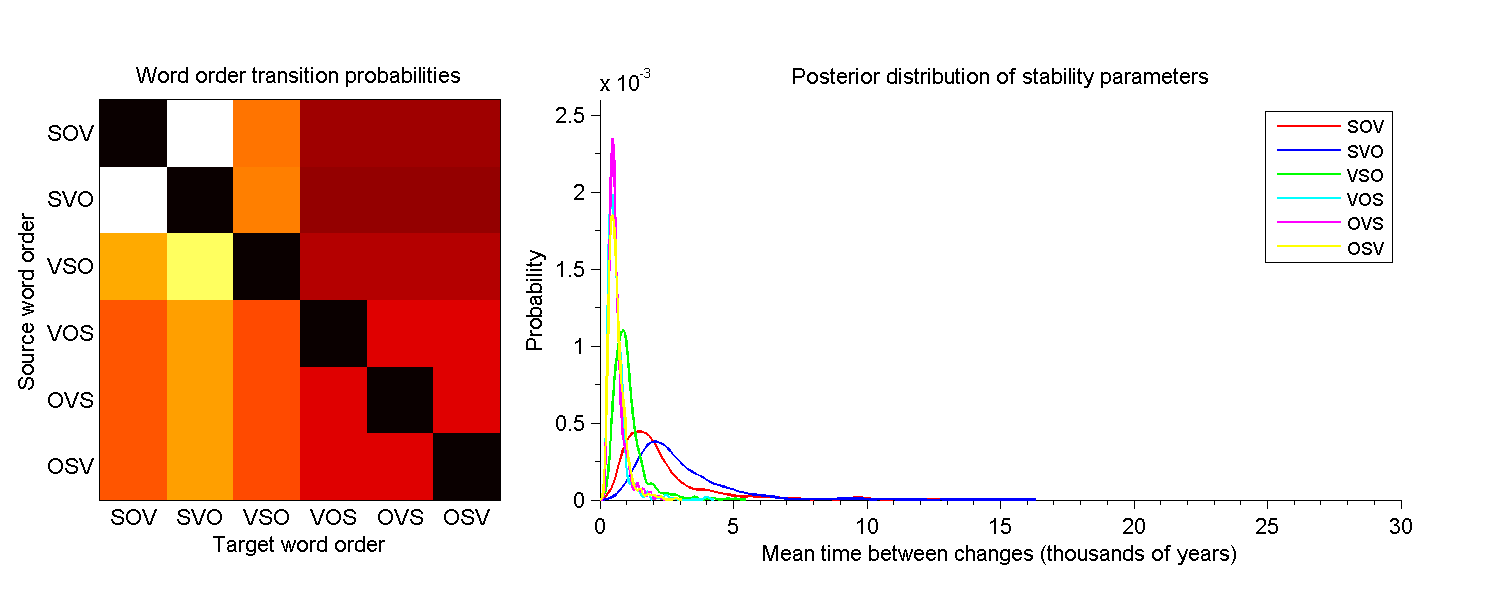 Word order transition probabilities
SOV
SVO
VSO
VOS
OVS
OSV
Source word order
SOV SVO VSO VOS OVS OSV
Target word order
Posterior distribution of stability parameters
x 10-3
2.5
2
1.5
1
0.5
0
Probability
0 5 10 15 20 25 30
Mean time between changes (thousands of years)
SOV
SVO
VSO
VOS
OVS
OSV